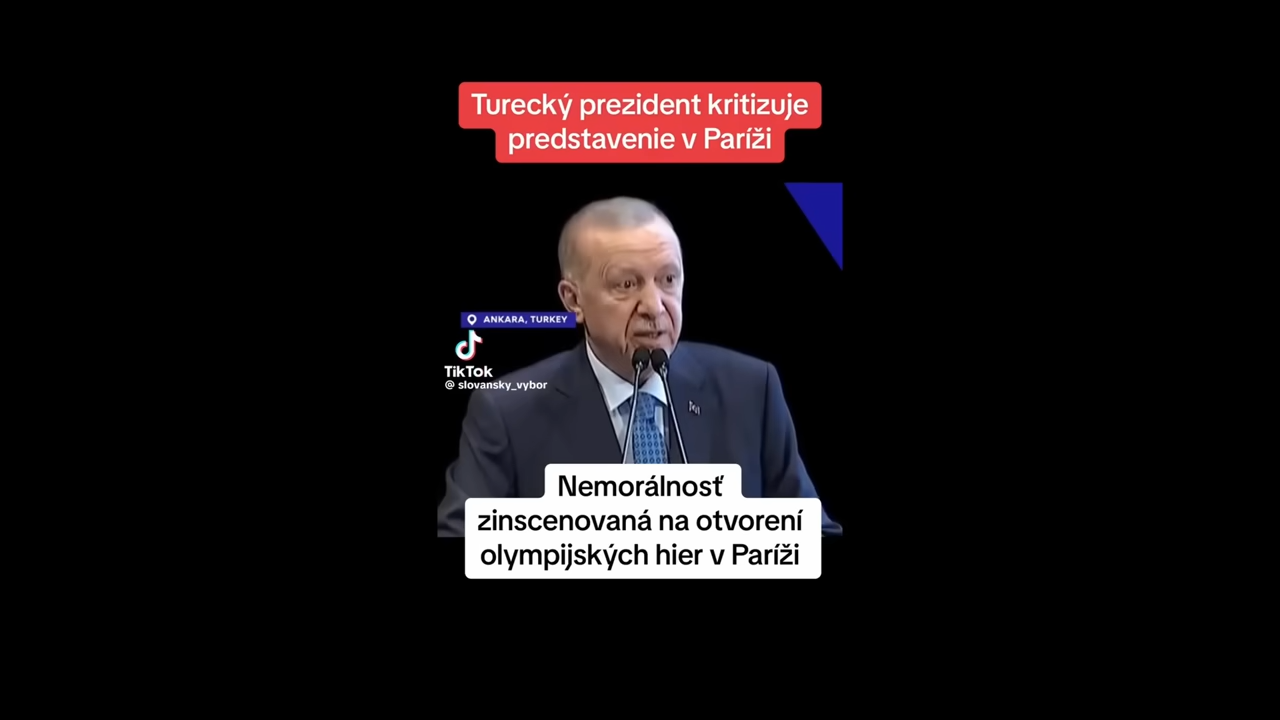 Turecký prezident kritizuje
predstavenie v Paríži
ANKARA, TURKEY
TikTok
@ slovansky_vybor
Nemorálnosť
zinscenovaná na otvorení
olympijských hier v Paríži